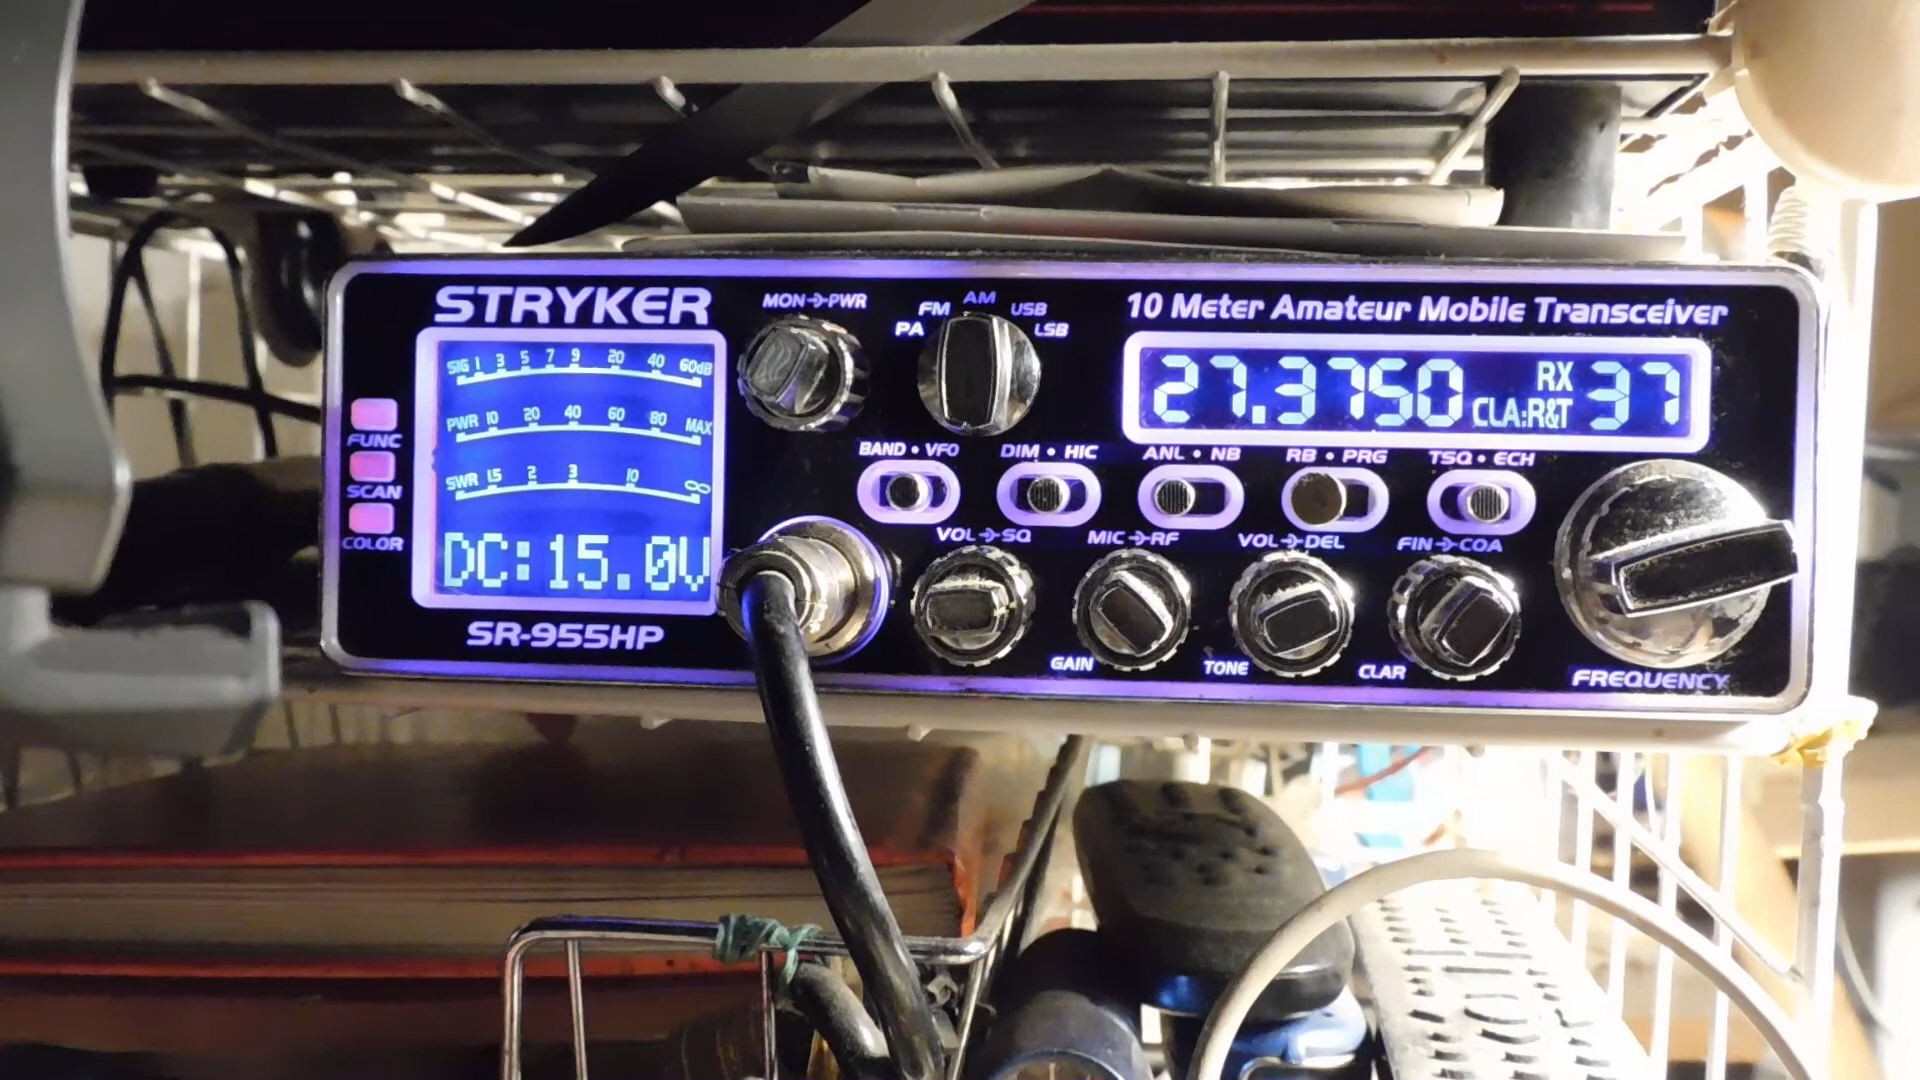 STRYKER
SIG 1 3 5 7 9 20 40 60dB
PWR 10 20 40 60 80 MAX
SWR 1.5 2 3 10 ∞
DC:15.0V
SR-955HP
FUNC
SCAN
COLOR
MON→PWR
PA FM AM USB LSB
10 Meter Amateur Mobile Transceiver
27.3750 RX 37
CLA:R&T
BAND • VFO
DIM • HIC
ANL • NB
RB • PRG
TSQ • ECH
VOL→SQ
MIC→RF
VOL→DEL
FIN→COA
GAIN
TONE
CLAR
FREQUENCY